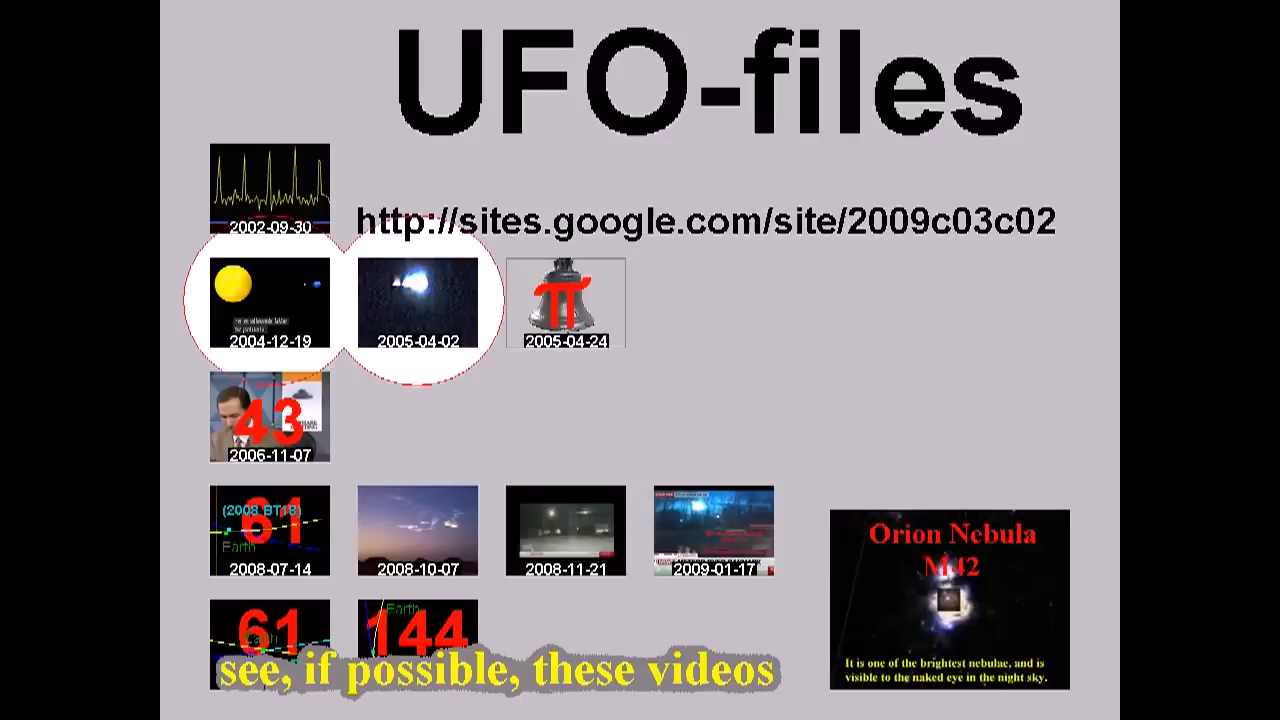 UFO-files
2002-09-30
http://sites.google.com/site/2009c03c02
2004-12-19
2005-04-02
π
2005-04-24
43
2006-11-07
61
(2008 BT18)
Earth
2008-07-14
2008-10-07
2008-11-21
2009-01-17
Orion Nebula
M42
It is one of the brightest nebulae, and is
visible to the naked eye in the night sky.
61
Earth
Earth
144
see, if possible, these videos